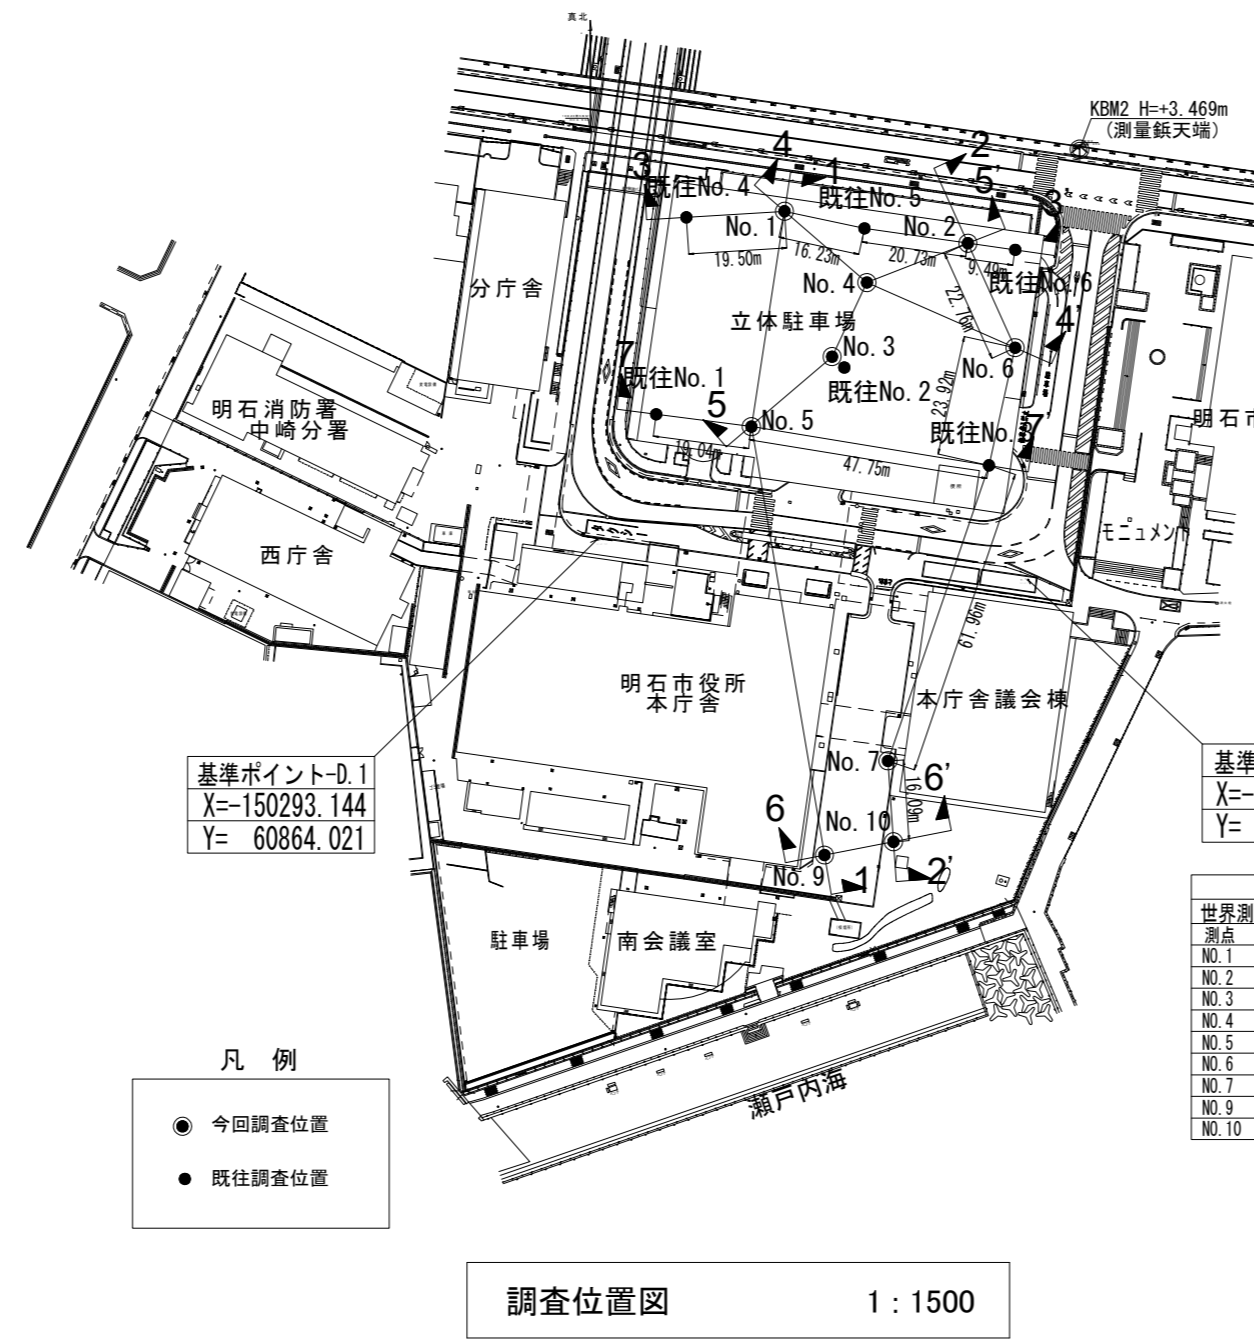 真北
KBM2 H=+3.469m
(測量鋲天端)
3
4
1
2
5'
3'
既往No.4
既往No.5
No.1
No.2
19.50m
16.23m
20.73m
9.49m
既往No.6
分庁舎
No.4
22.76m
4'
立体駐車場
No.3
No.6
7
既往No.1
既往No.2
23.92m
明石消防署
中崎分署
5
No.5
既往No.3
7'
明石市
19.04m
47.75m
便所
モニュメント
西庁舎
61.96m
明石市役所
本庁舎
本庁舎議会棟
基準ポイント-D.1
X=-150293.144
Y= 60864.021
No.7
16.09m
6'
基準
X=-
Y=
6
No.10
No.9
1'
2'
世界測
測点
NO.1
NO.2
NO.3
NO.4
NO.5
NO.6
NO.7
NO.9
NO.10
駐車場
南会議室
瀬戸内海
凡 例
今回調査位置
既往調査位置
調査位置図 1:1500